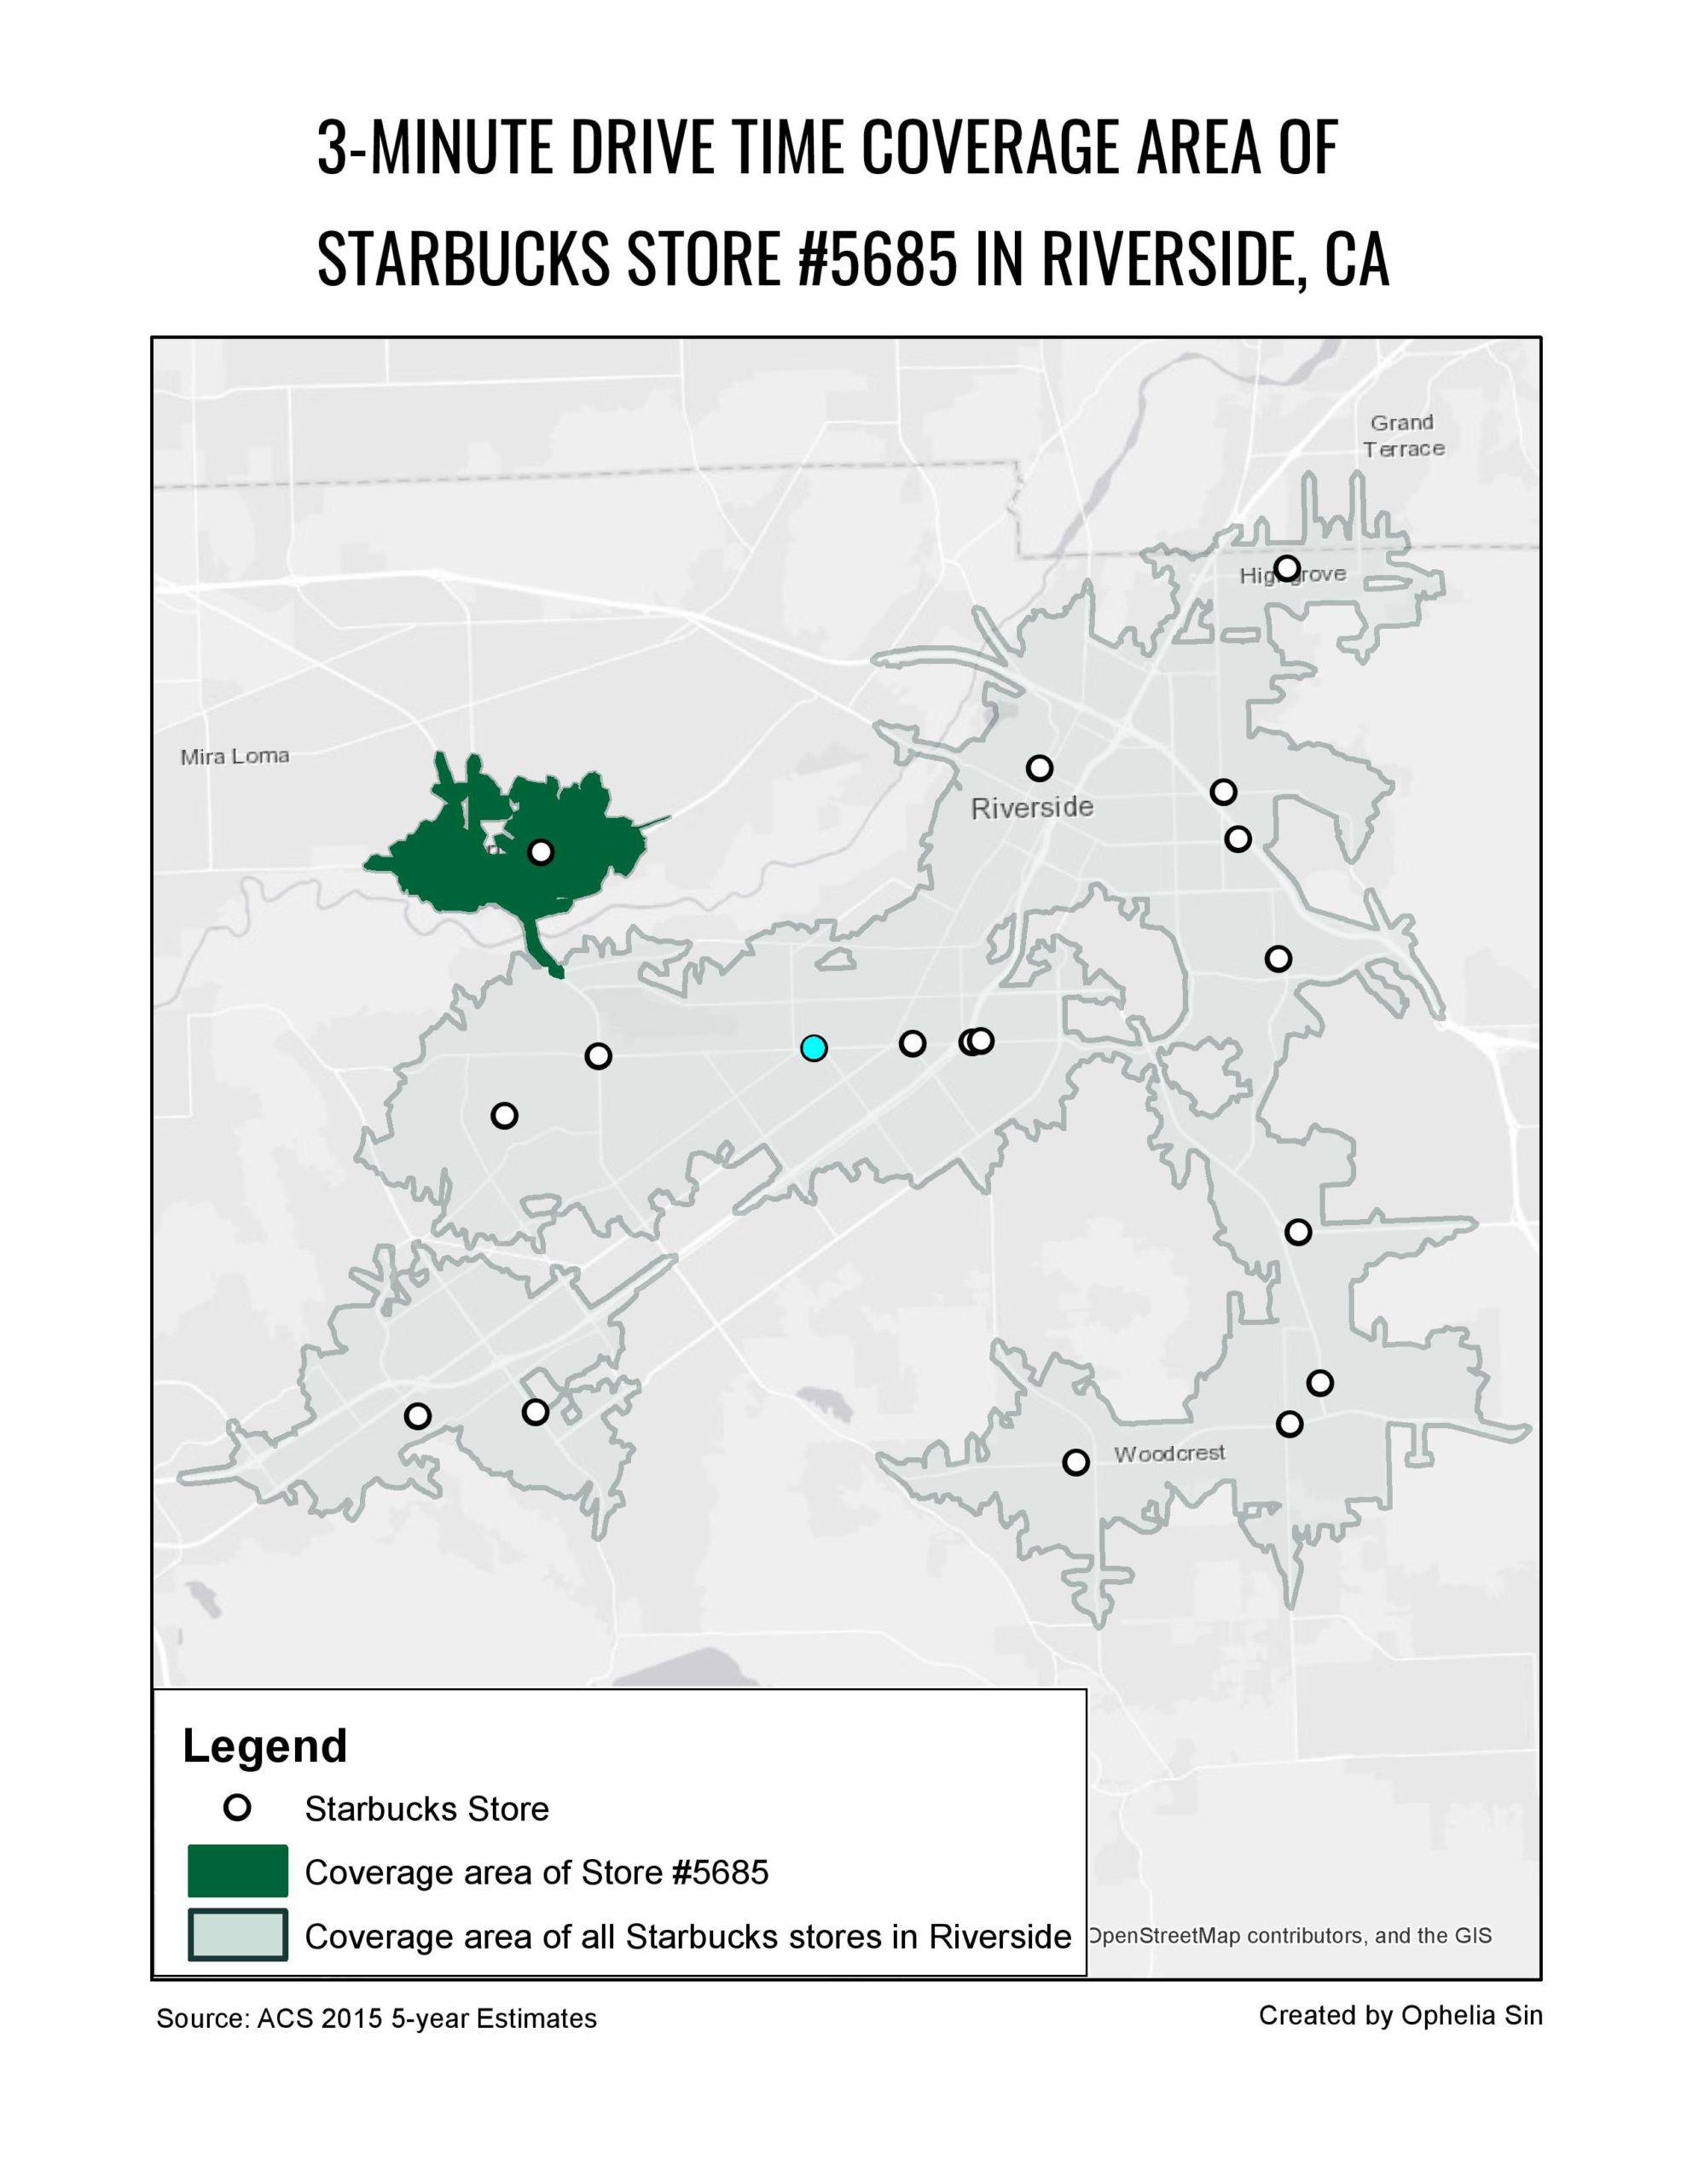 3-MINUTE DRIVE TIME COVERAGE AREA OF
STARBUCKS STORE #5685 IN RIVERSIDE, CA
Grand
Terrace
Mira Loma
Riverside
Woodcrest
Legend
Starbucks Store
Coverage area of Store #5685
Coverage area of all Starbucks stores in Riverside
OpenStreetMap contributors, and the GIS
Source: ACS 2015 5-year Estimates
Created by Ophelia Sin